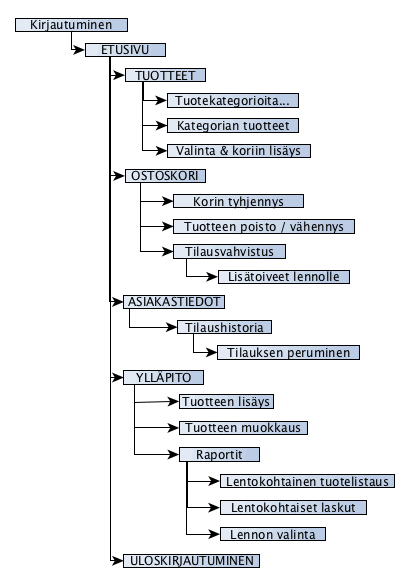 Kirjautuminen
ETUSIVU
TUOTTEET
Tuotekategorioita...
Kategorian tuotteet
Valinta & koriin lisäys
OSTOSKORI
Korin tyhjennys
Tuotteen poisto / vähennys
Tilausvahvistus
Lisätoiveet lennolle
ASIAKASTIEDOT
Tilaushistoria
Tilauksen peruminen
YLLÄPITO
Tuotteen lisäys
Tuotteen muokkaus
Raportit
Lentokohtainen tuotelistaus
Lentokohtaiset laskut
Lennon valinta
ULOSKIRJAUTUMINEN